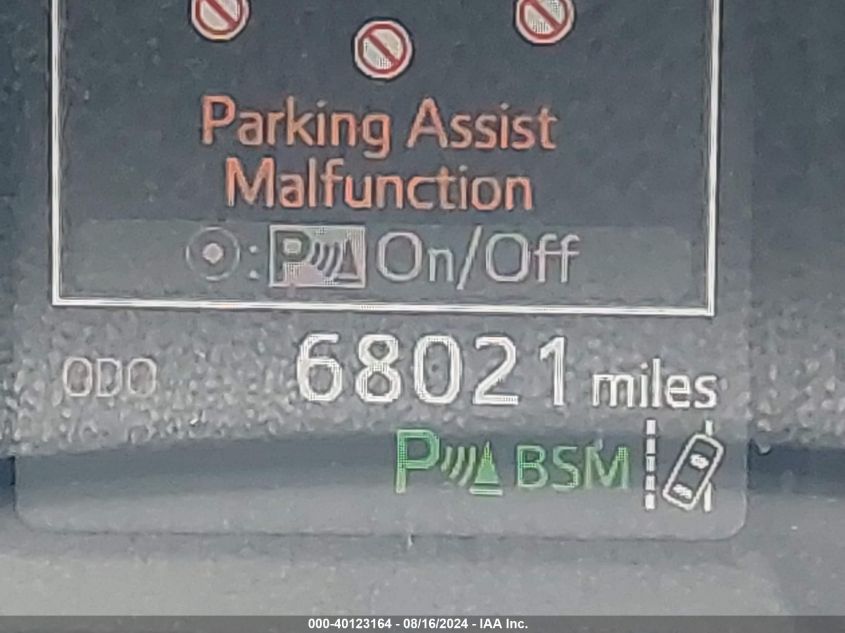 Parking Assist
Malfunction
: P On/Off
ODO 68021 miles
P BSM
000-40123164 - 08/16/2024 - IAA Inc.